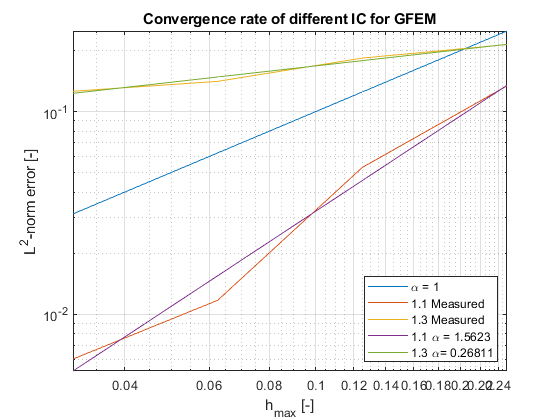 Convergence rate of different IC for GFEM
10⁻¹
10⁻²
L²-norm error [-]
α = 1
1.1 Measured
1.3 Measured
1.1 α = 1.5623
1.3 α= 0.26811
0.04 0.06 0.08 0.1 0.12 0.14 0.16 0.18 0.2 0.22 0.24
h_max [-]